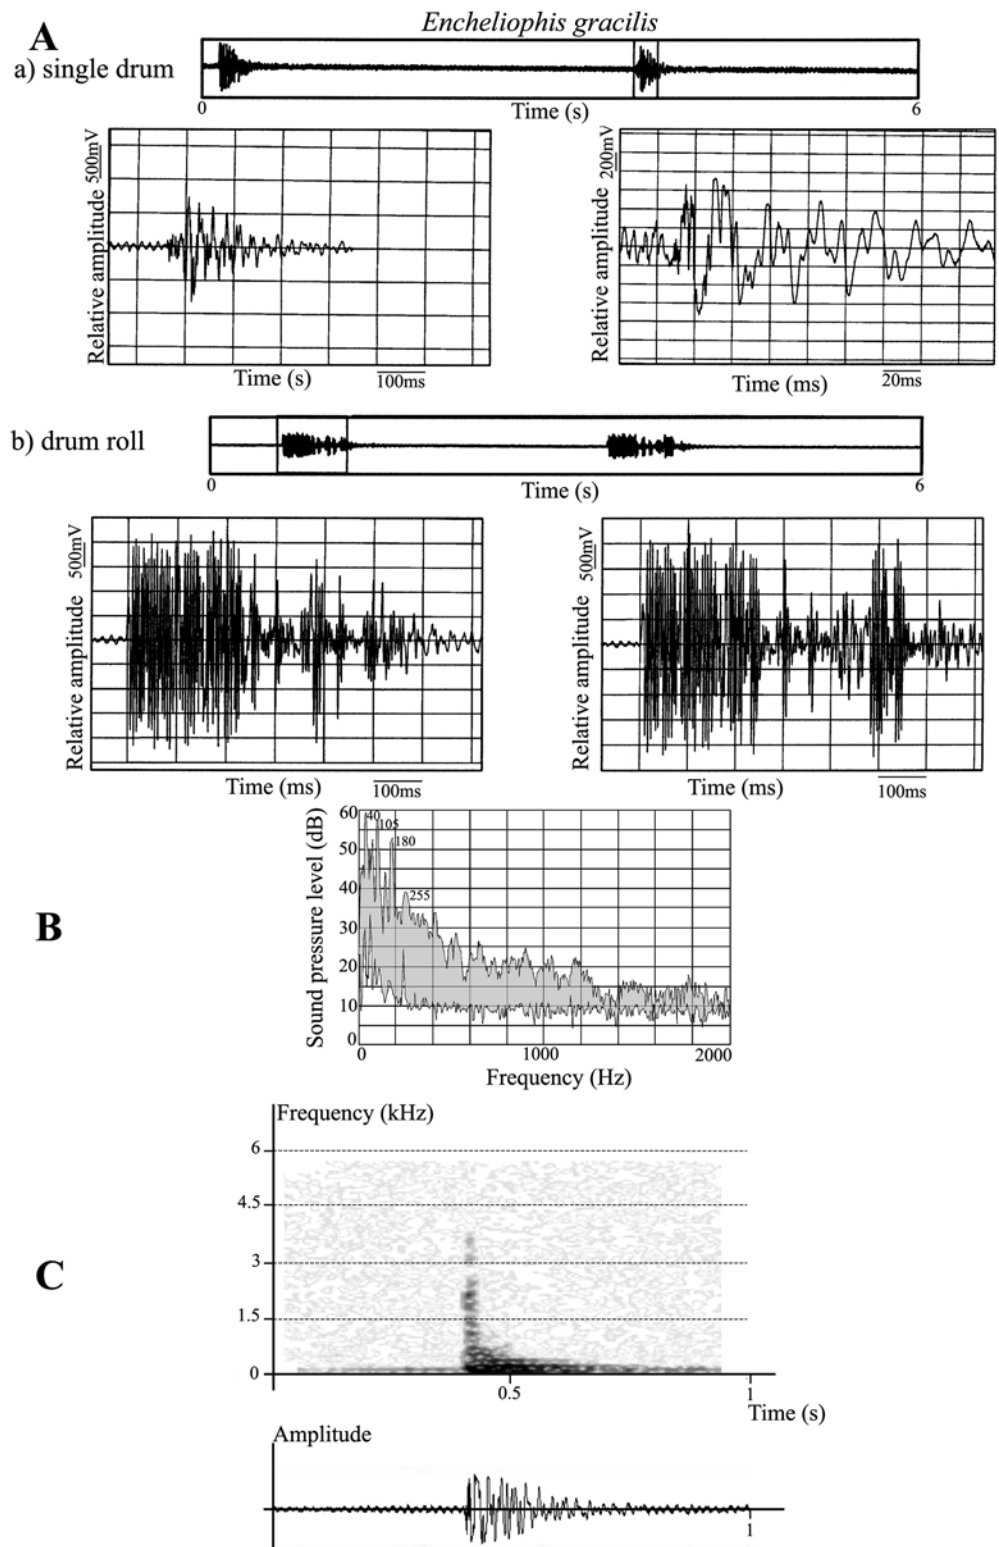 Encheliophis gracilis
A
a) single drum
0
Time (s)
6
Relative amplitude 500mV
Time (s)
100ms
Relative amplitude 200mV
Time (ms)
20ms
b) drum roll
0
Time (s)
6
Relative amplitude 500mV
Time (ms)
100ms
Relative amplitude 500mV
Time (ms)
100ms
B
Sound pressure level (dB)
60
50
40
30
20
10
0
40
105
180
255
0
1000
2000
Frequency (Hz)
C
Frequency (kHz)
6
4.5
3
1.5
0
0.5
1
Time (s)
Amplitude
1